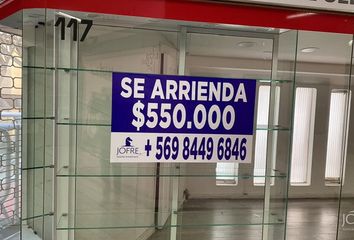 117
SE ARRIENDA
$550.000
JOFRE
+ 569 8449 6846